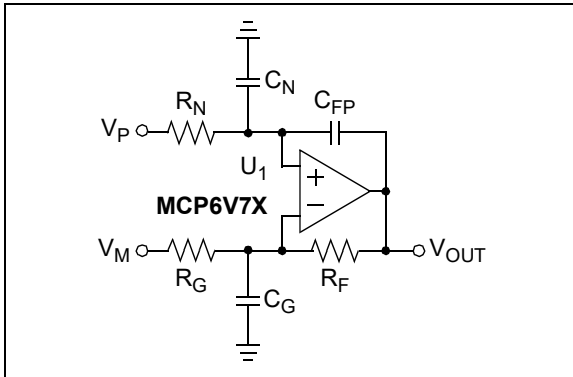 C_N
R_N
C_FP
V_P
U_1
+
MCP6V7X
−
V_M
V_OUT
R_G
R_F
C_G